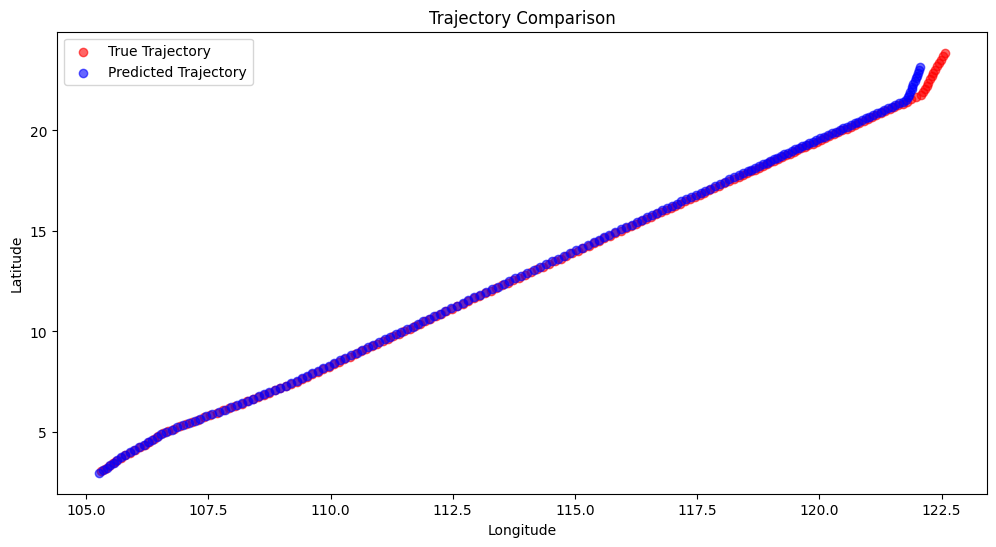 Trajectory Comparison
True Trajectory
Predicted Trajectory
Latitude
20
15
10
5
105.0 107.5 110.0 112.5 115.0 117.5 120.0 122.5
Longitude